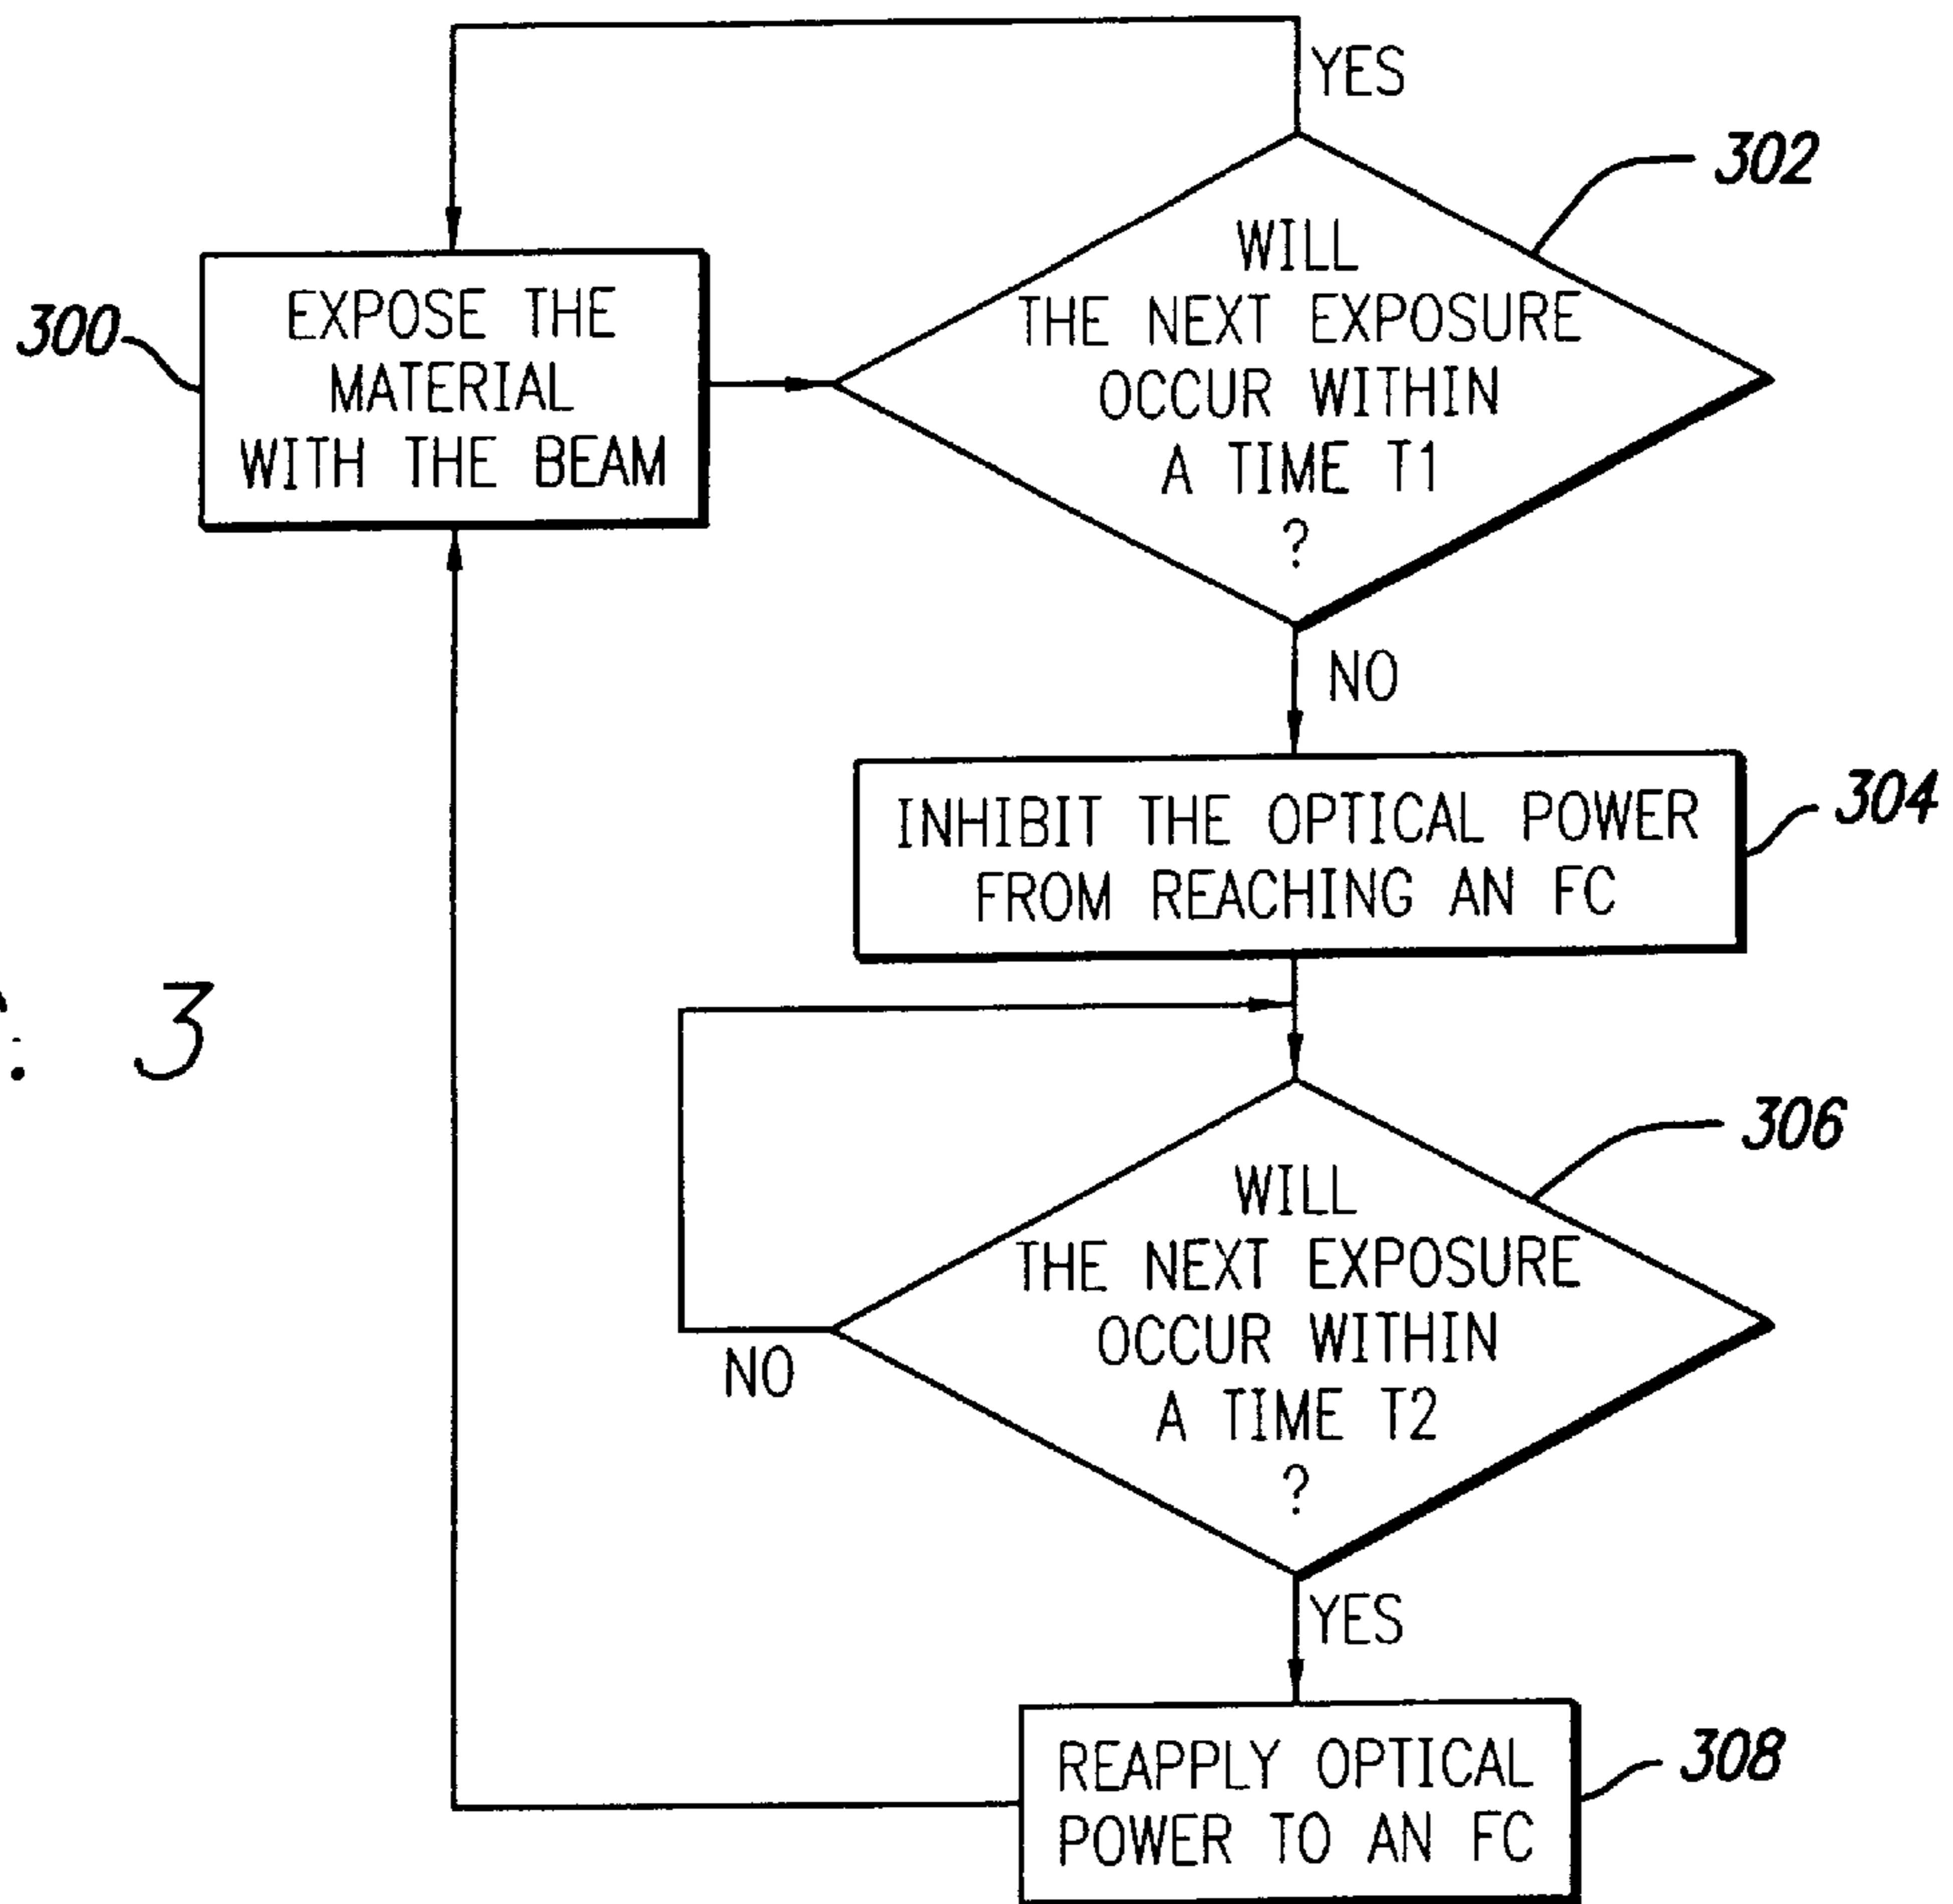 YES
302
300
EXPOSE THE
MATERIAL
WITH THE BEAM
WILL
THE NEXT EXPOSURE
OCCUR WITHIN
A TIME T1
?
NO
304
INHIBIT THE OPTICAL POWER
FROM REACHING AN FC
3
306
WILL
THE NEXT EXPOSURE
OCCUR WITHIN
A TIME T2
?
NO
YES
308
REAPPLY OPTICAL
POWER TO AN FC